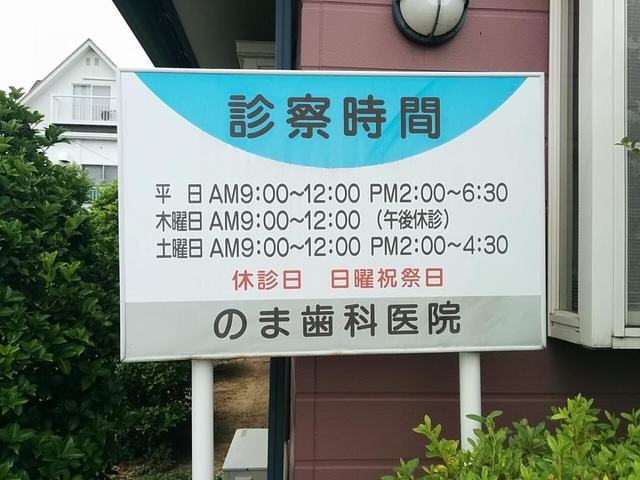 診察時間
平 日 AM9:00〜12:00 PM2:00〜6:30
木曜日 AM9:00〜12:00 (午後休診)
土曜日 AM9:00〜12:00 PM2:00〜4:30
休診日 日曜祝祭日
のま歯科医院